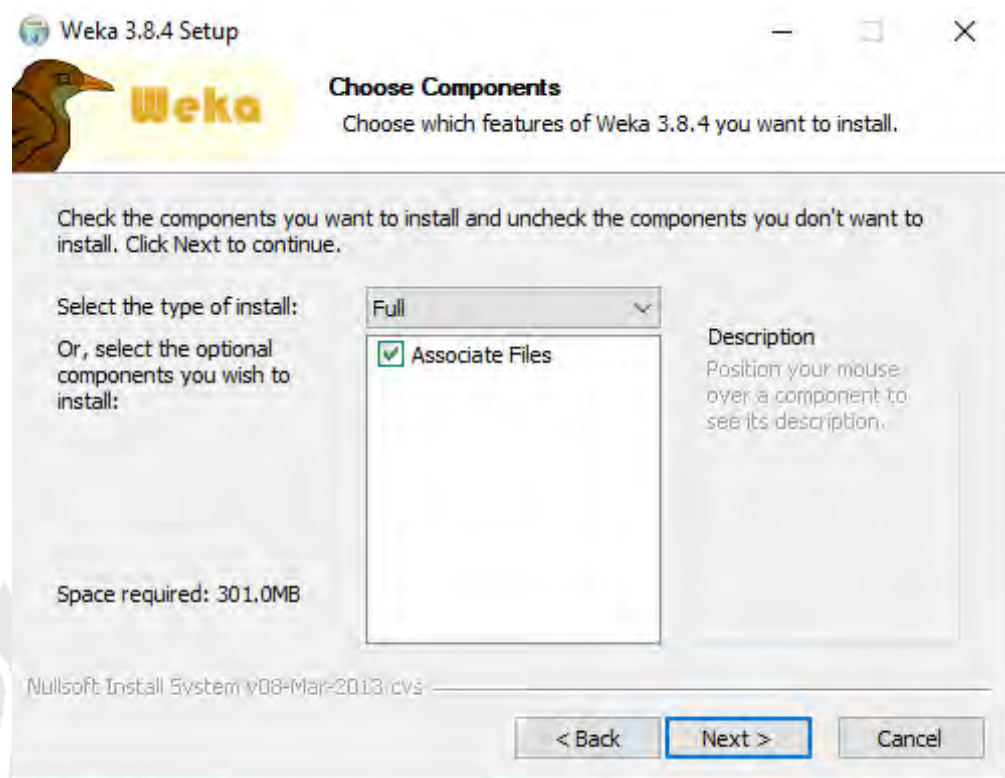 Weka 3.8.4 Setup
Weka
Choose Components
Choose which features of Weka 3.8.4 you want to install.
Check the components you want to install and uncheck the components you don't want to
install. Click Next to continue.
Select the type of install:
Full
Or, select the optional
components you wish to
install:
Associate Files
Description
Position your mouse
over a component to
see its description.
Space required: 301.0MB
Nullsoft Install System v08-Mar-2013.cvs
< Back
Next >
Cancel